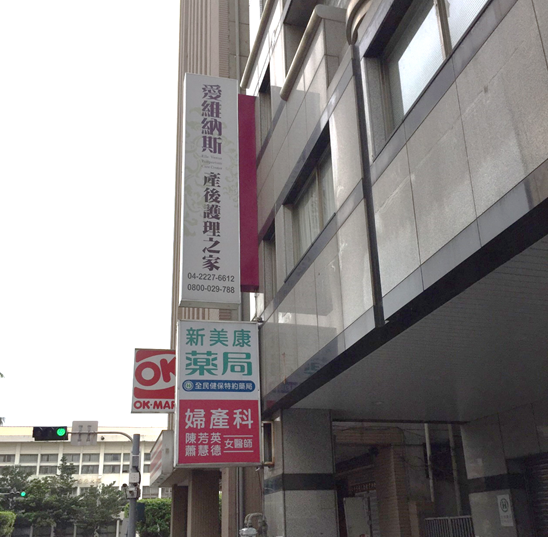 愛維納斯
產後護理之家
04-2227-6612
0800-029-788
新美康
藥局
全民健保特約藥局
婦產科
陳芳英
蕭慧德
女醫師
OK
OK·MAR